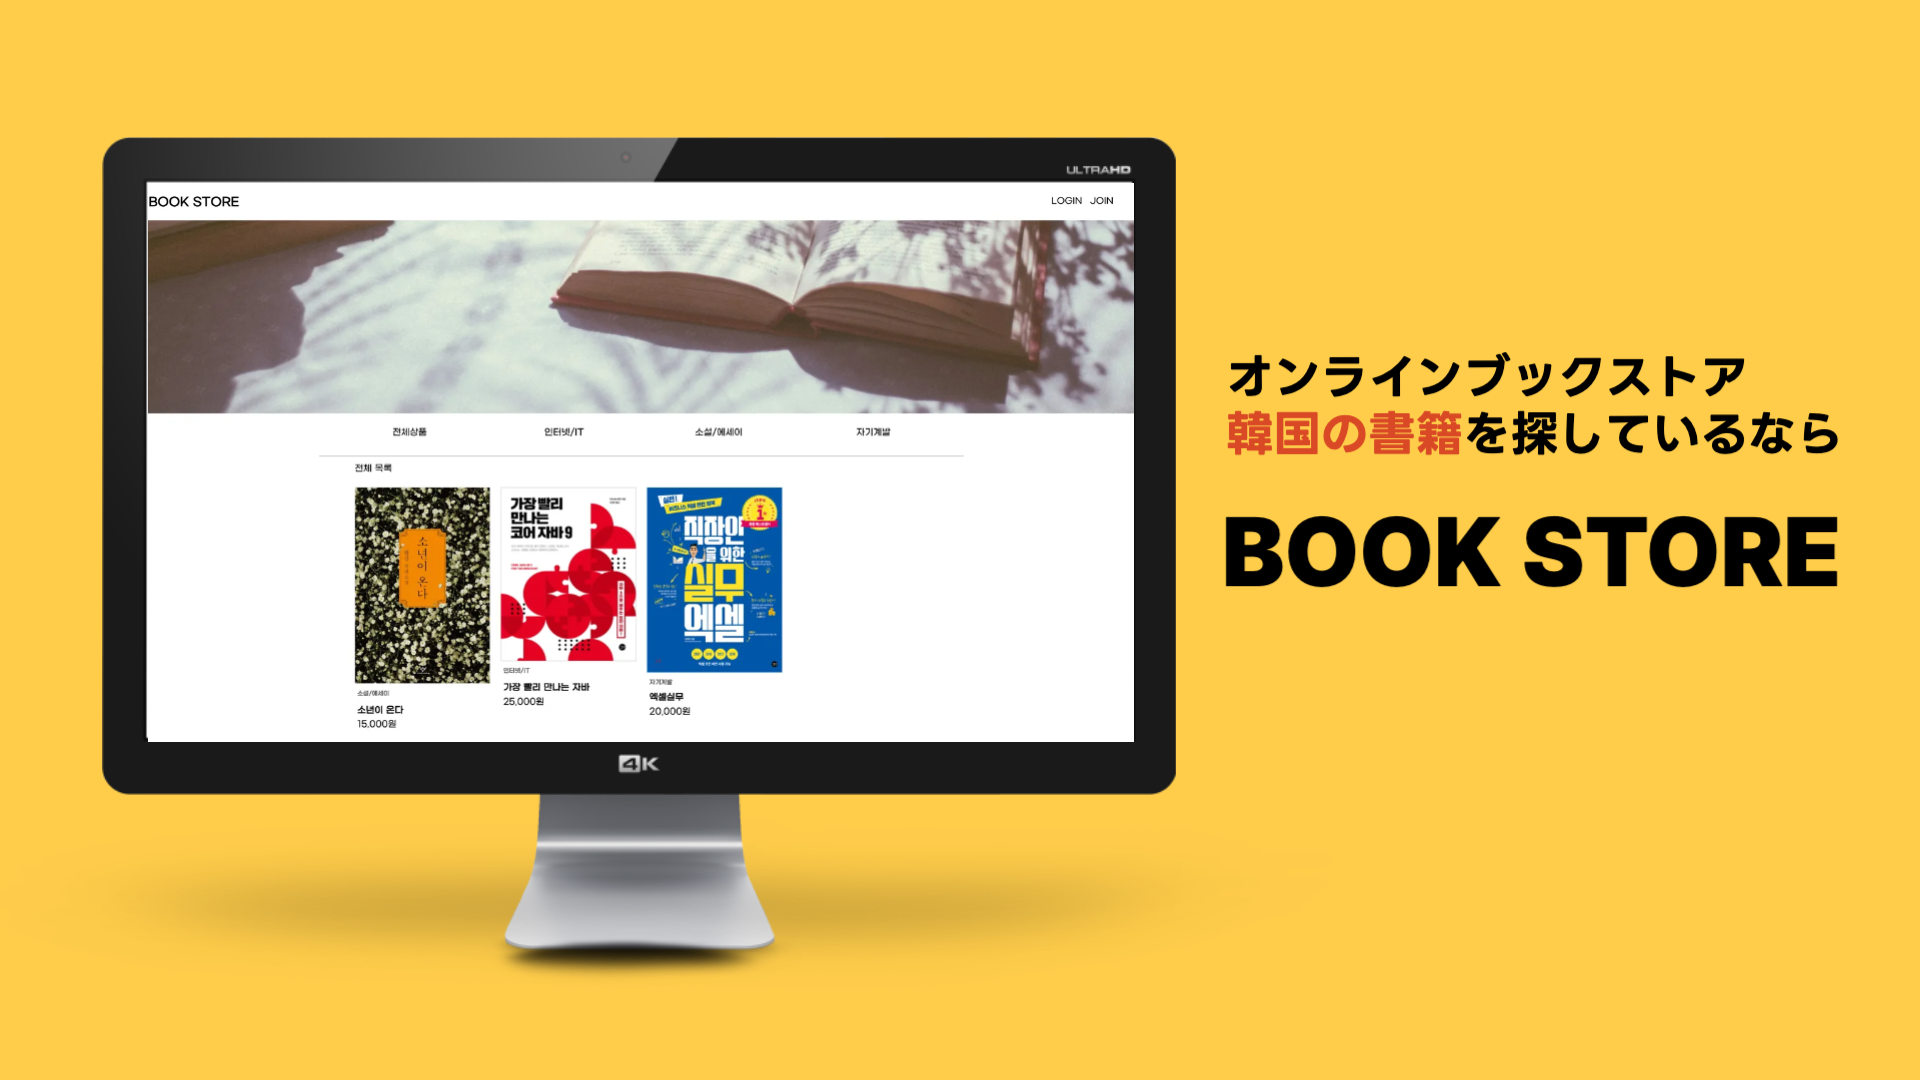 ULTRAHD
BOOK STORE
LOGIN JOIN
전체상품
인터넷/IT
소설/에세이
자기계발
전체 목록
소년이 온다
가장 빨리
만나는
코어 자바 9
직장인
을 위한
실무
엑셀
1
소설/에세이
소년이 온다
15,000원
인터넷/IT
가장 빨리 만나는 자바
25,000원
자기계발
엑셀실무
20,000원
4K
オンラインブックストア
韓国の書籍を探しているなら
BOOK STORE